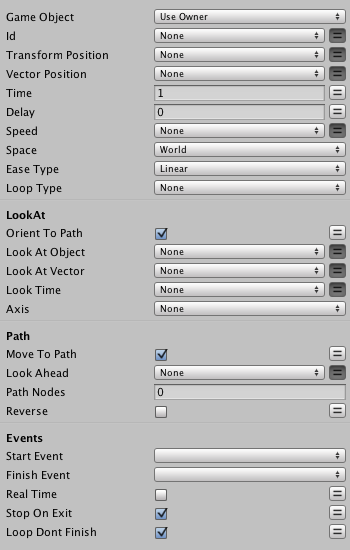 Game Object Use Owner
Id None
Transform Position None
Vector Position None
Time 1
Delay 0
Speed None
Space World
Ease Type Linear
Loop Type None
LookAt
Orient To Path
Look At Object None
Look At Vector None
Look Time None
Axis None
Path
Move To Path
Look Ahead None
Path Nodes 0
Reverse
Events
Start Event
Finish Event
Real Time
Stop On Exit
Loop Dont Finish